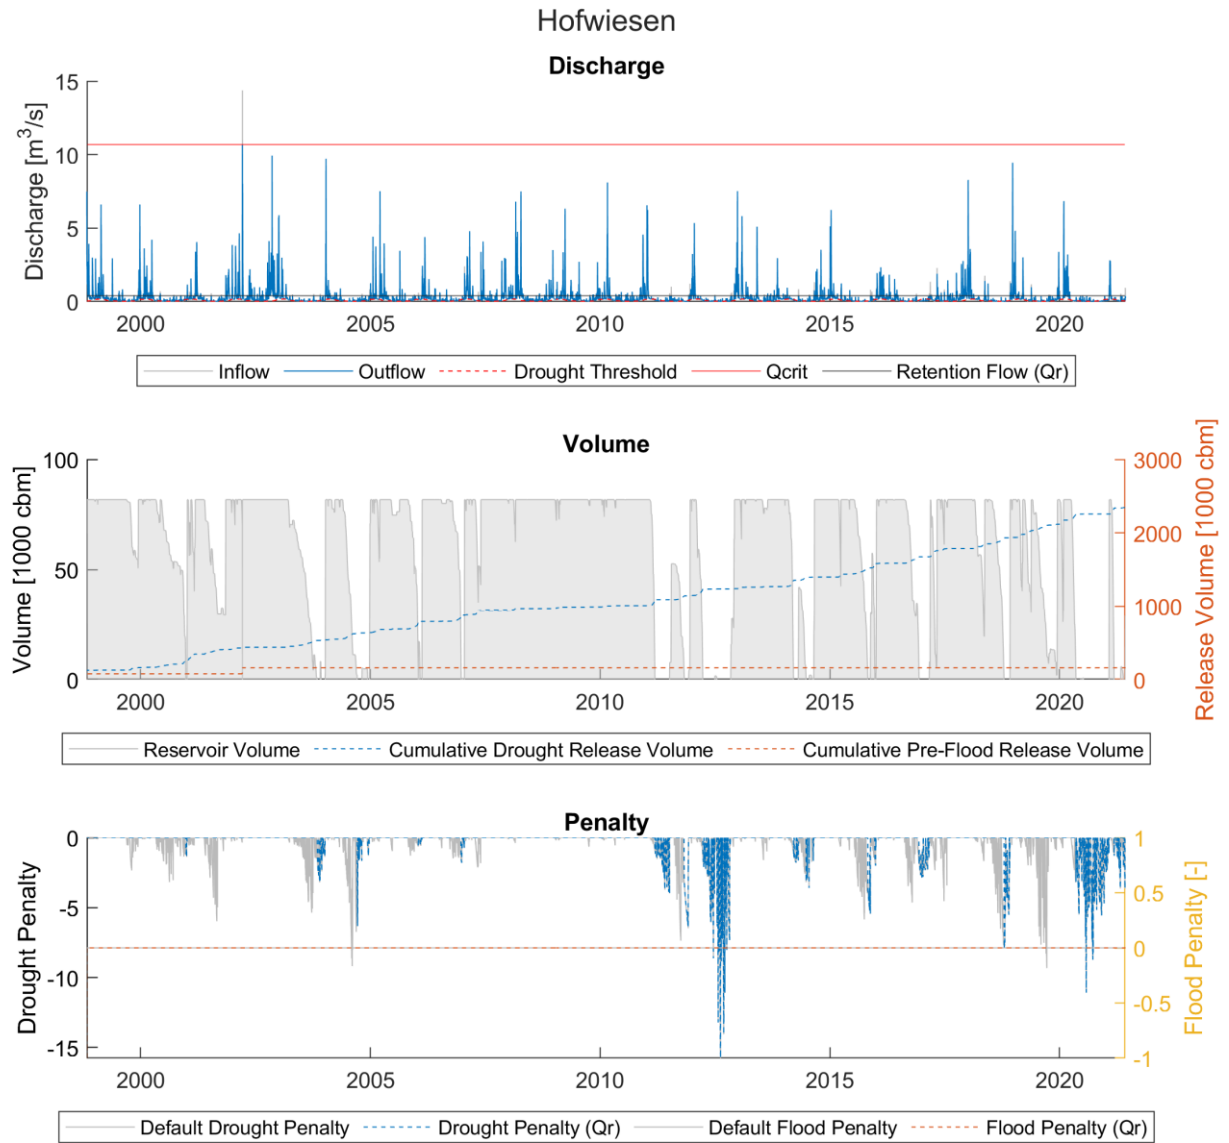 Hofwiesen
Discharge
Discharge [m³/s]
15
10
5
0
2000 2005 2010 2015 2020
Inflow Outflow Drought Threshold Qcrit Retention Flow (Qr)
Volume
Volume [1000 cbm]
100
50
0
Release Volume [1000 cbm]
3000
2000
1000
0
2000 2005 2010 2015 2020
Reservoir Volume Cumulative Drought Release Volume Cumulative Pre-Flood Release Volume
Penalty
Drought Penalty
0
-5
-10
-15
Flood Penalty [-]
1
0.5
0
-0.5
-1
2000 2005 2010 2015 2020
Default Drought Penalty Drought Penalty (Qr) Default Flood Penalty Flood Penalty (Qr)